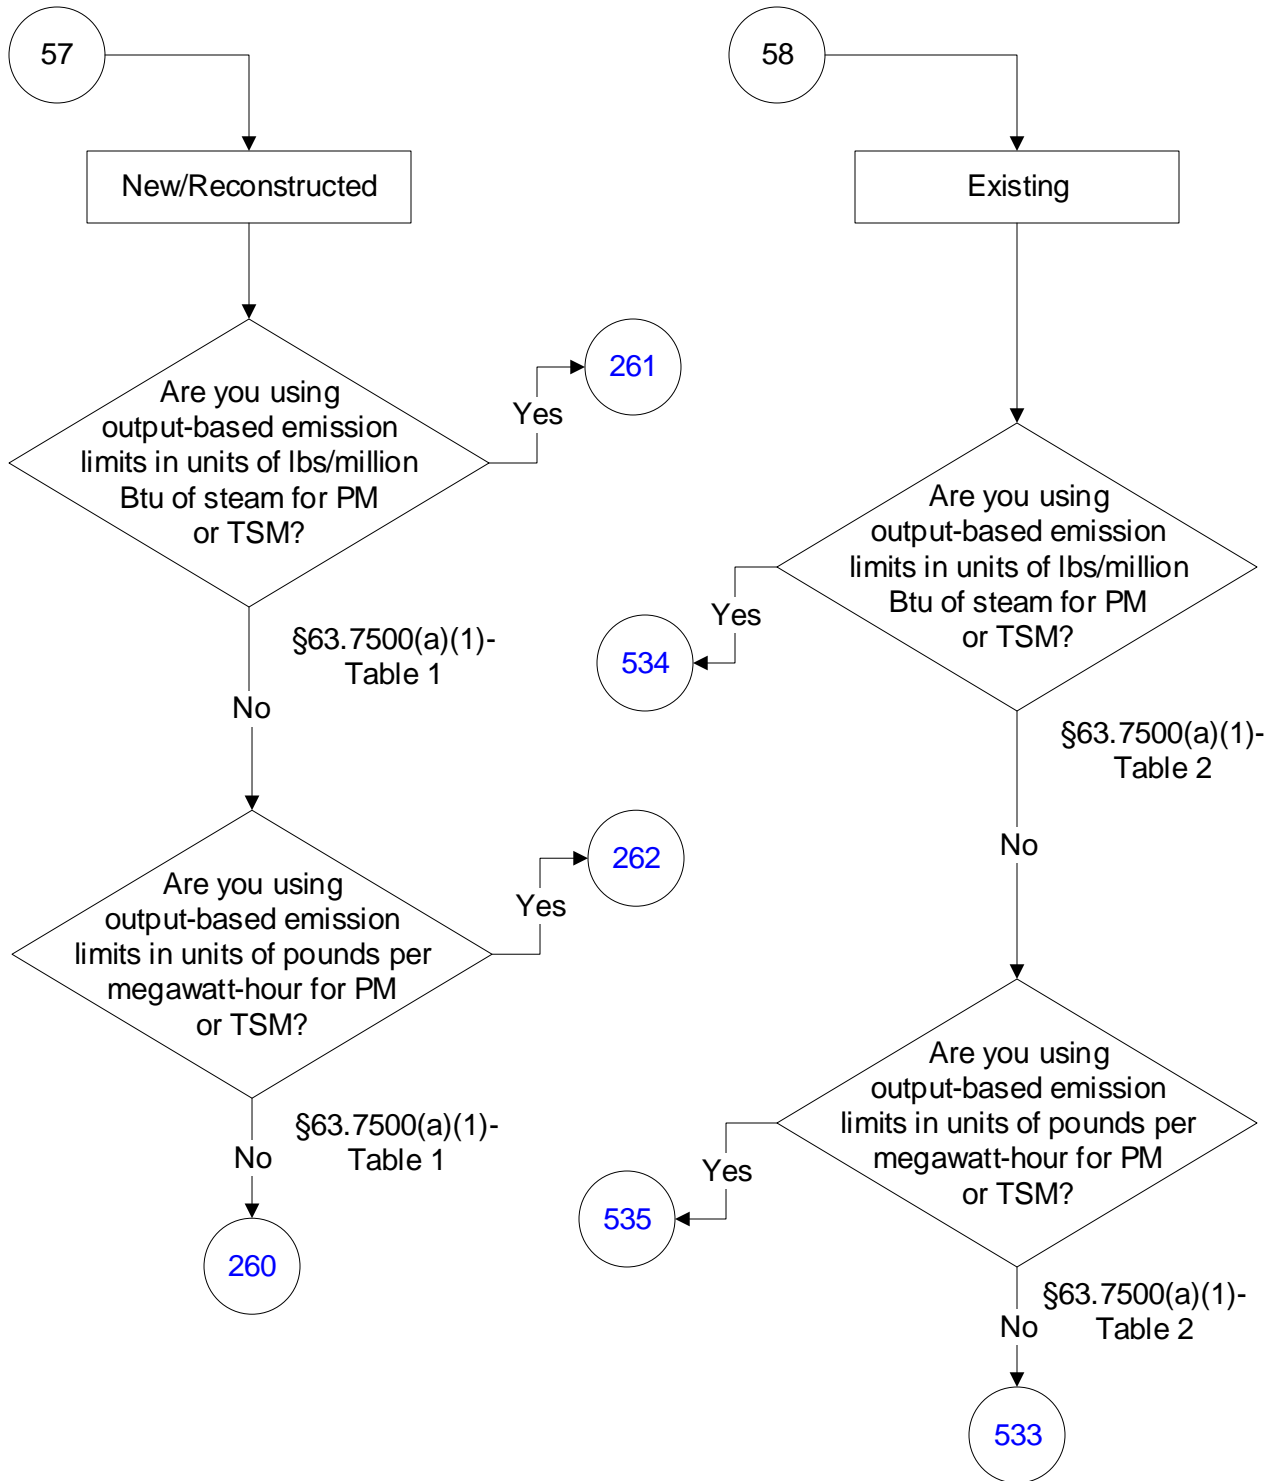 57
New/Reconstructed
Are you using
output-based emission
limits in units of lbs/million
Btu of steam for PM
or TSM?
Yes
261
§63.7500(a)(1)-
Table 1
No
Are you using
output-based emission
limits in units of pounds per
megawatt-hour for PM
or TSM?
Yes
262
§63.7500(a)(1)-
Table 1
No
260
58
Existing
Are you using
output-based emission
limits in units of lbs/million
Btu of steam for PM
or TSM?
Yes
534
§63.7500(a)(1)-
Table 2
No
Are you using
output-based emission
limits in units of pounds per
megawatt-hour for PM
or TSM?
Yes
535
§63.7500(a)(1)-
Table 2
No
533